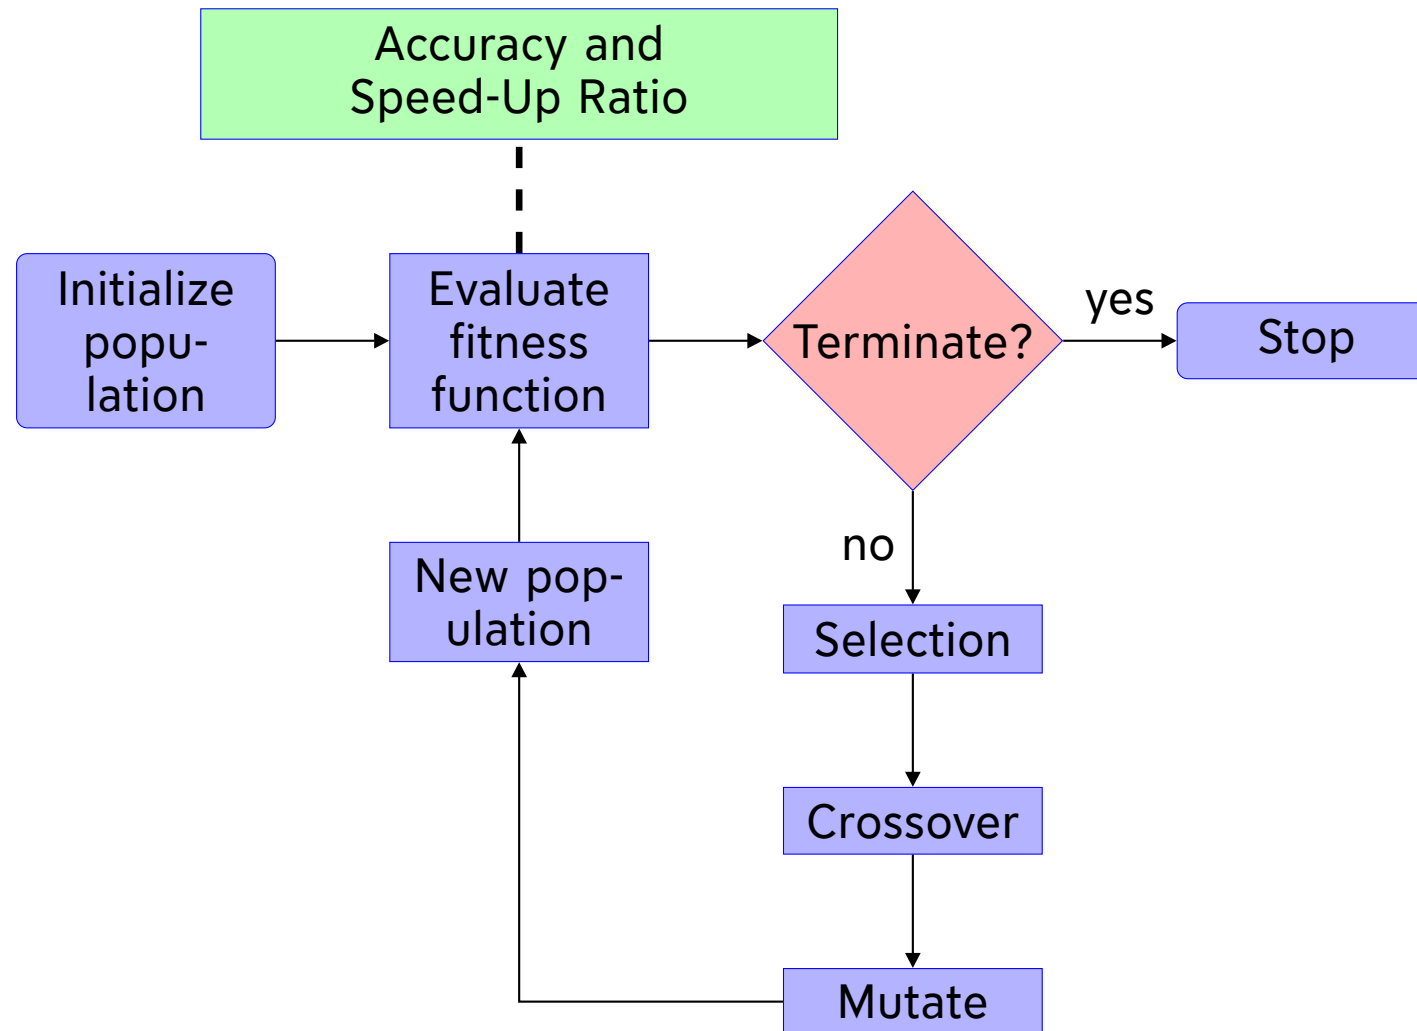 Accuracy and
Speed-Up Ratio
Initialize
popu-
lation
Evaluate
fitness
function
Terminate?
yes
Stop
no
New pop-
ulation
Selection
Crossover
Mutate